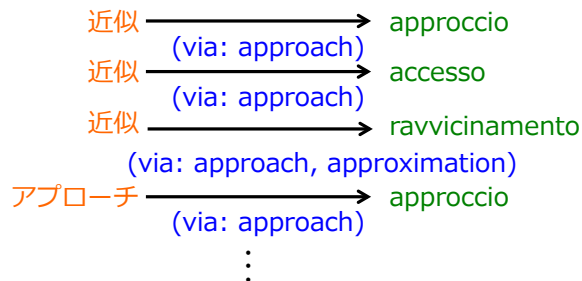 近似 approccio
(via: approach)
近似 accesso
(via: approach)
近似 ravvicinamento
(via: approach, approximation)
アプローチ approccio
(via: approach)
⋮